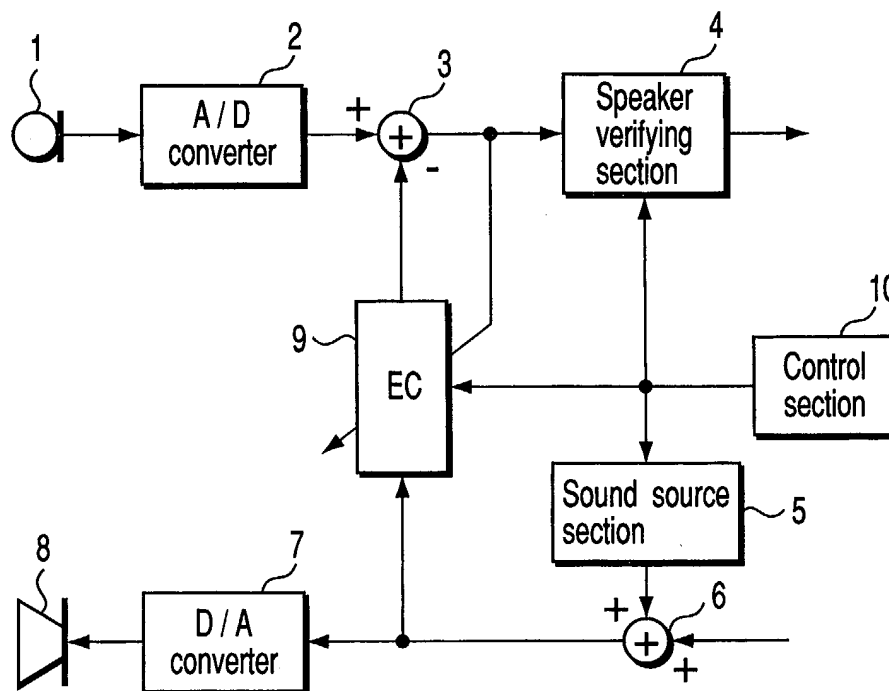 1
2
3
4
A / D
converter
+
+
-
Speaker
verifying
section
9
EC
10
Control
section
Sound source
section
5
8
7
D / A
converter
+
+
6
+